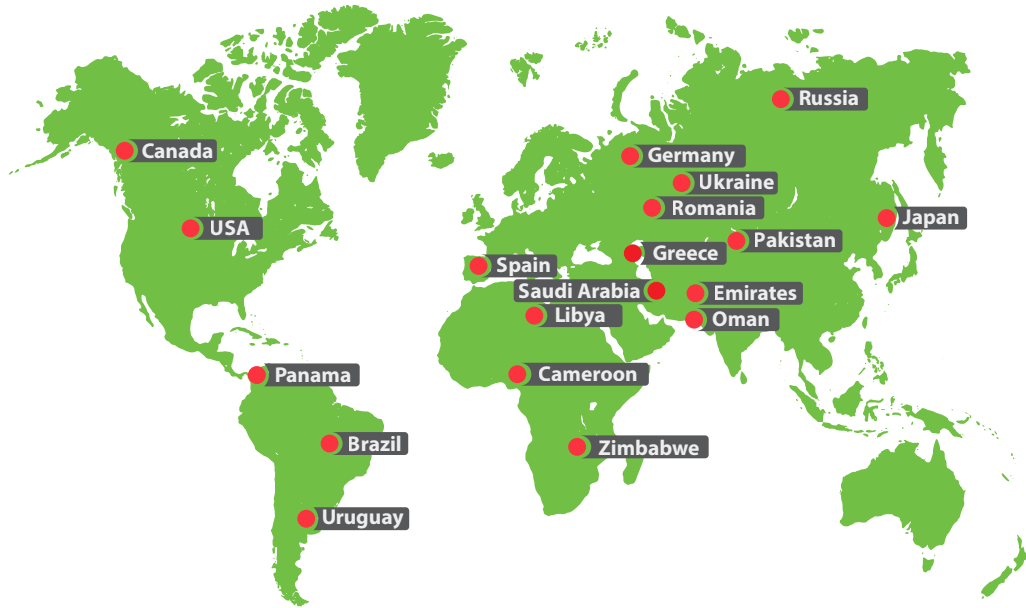 Russia
Canada
Germany
Ukraine
Romania
Japan
USA
Pakistan
Greece
Spain
Saudi Arabia
Emirates
Libya
Oman
Panama
Cameroon
Brazil
Zimbabwe
Uruguay